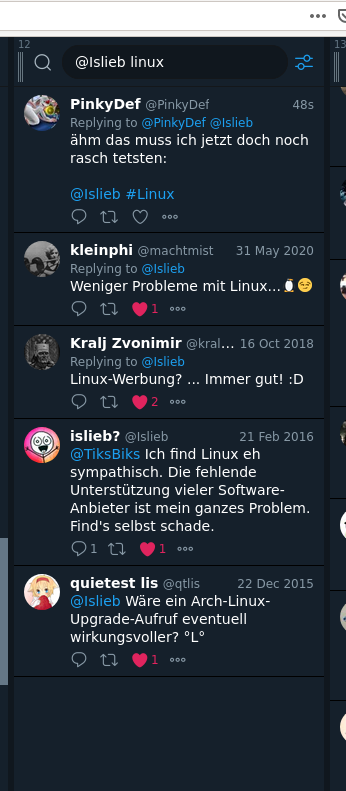 12
13
@Islieb linux
PinkyDef @PinkyDef 48s
Replying to @PinkyDef @Islieb
ähm das muss ich jetzt doch noch
rasch tetsten:
@Islieb #Linux
kleinphi @machtmist 31 May 2020
Replying to @Islieb
Weniger Probleme mit Linux...🐧😏
1
Kralj Zvonimir @kral... 16 Oct 2018
Replying to @Islieb
Linux-Werbung? ... Immer gut! :D
2
islieb? @Islieb 21 Feb 2016
@TiksBiks Ich find Linux eh
sympathisch. Die fehlende
Unterstützung vieler Software-
Anbieter ist mein ganzes Problem.
Find's selbst schade.
1 1
quietest lis @qtlis 22 Dec 2015
@Islieb Wäre ein Arch-Linux-
Upgrade-Aufruf eventuell
wirkungsvoller? °L°
1